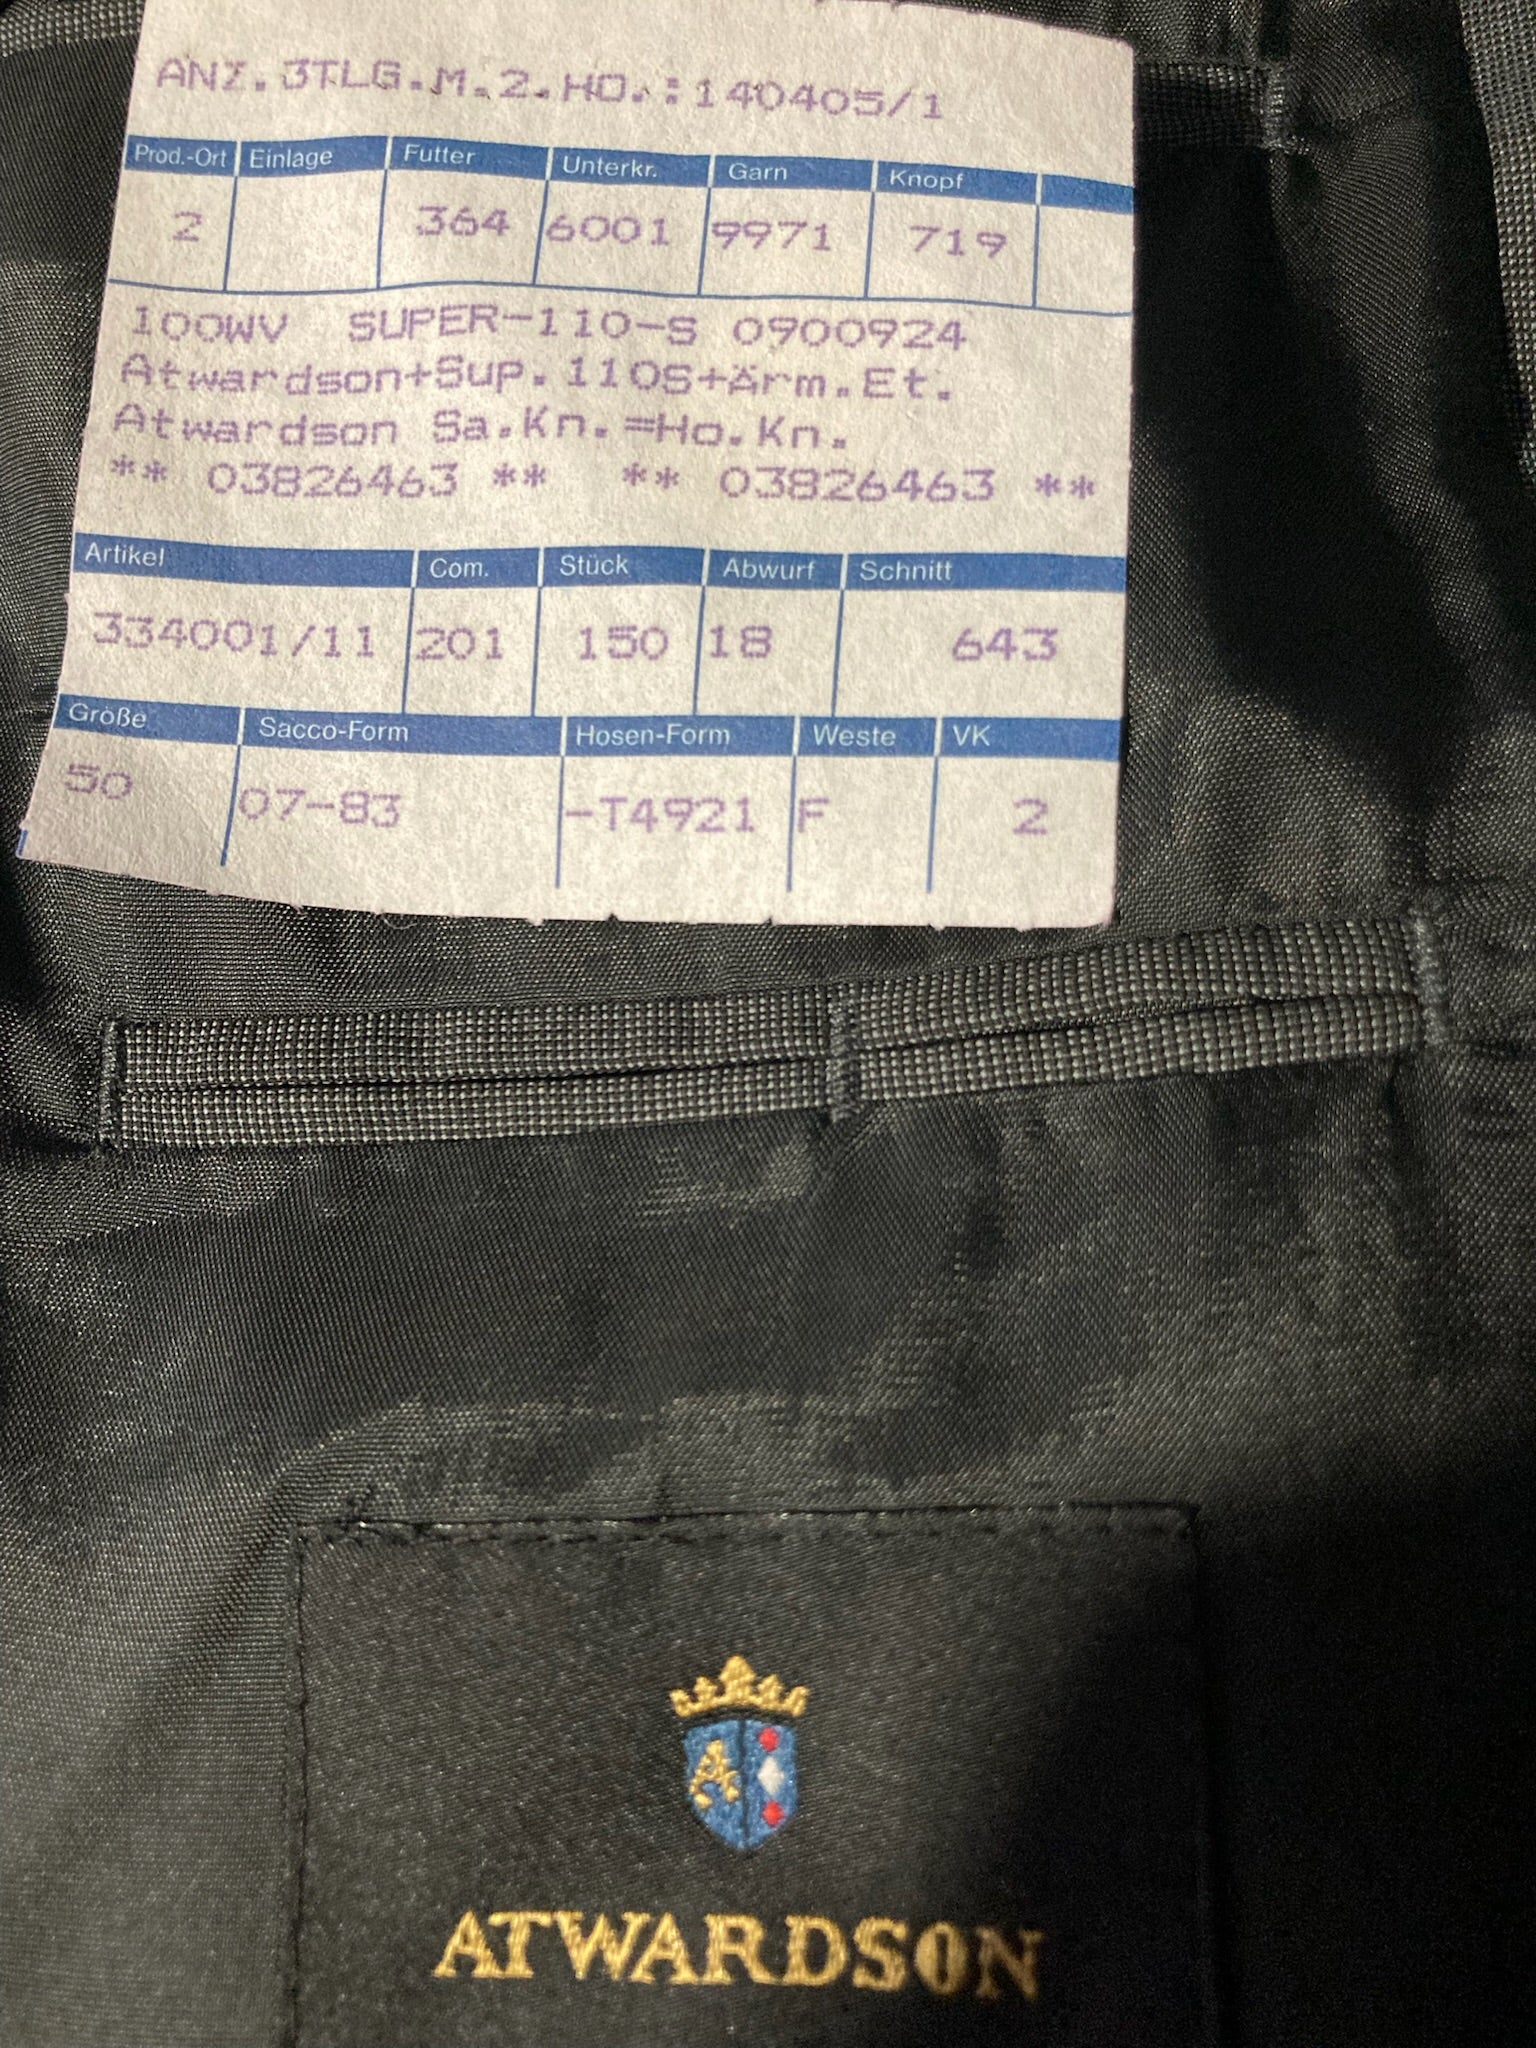 ANZ.3TLG.M.2.HO.:140405/1
Prod.-Ort Einlage Futter Unterkr. Garn Knopf
2 364 6001 9971 719
100WV SUPER-110-S 0900924
Atwardson+Sup.110S+Ärm.Et.
Atwardson Sa.Kn.=Ho.Kn.
** 03826463 ** ** 03826463 **
Artikel Com. Stück Abwurf Schnitt
334001/11 201 150 18 643
Größe Sacco-Form Hosen-Form Weste VK
50 07-83 -T4921 F 2
A
ATWARDSON